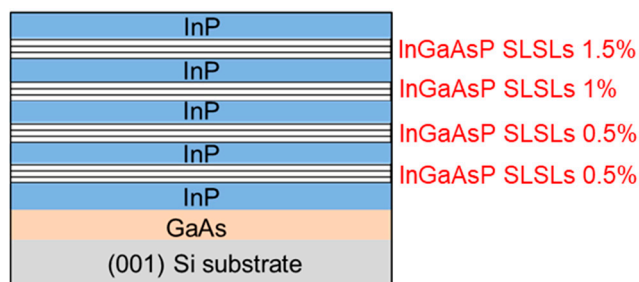 InP
InGaAsP SLSLs 1.5%
InP
InGaAsP SLSLs 1%
InP
InGaAsP SLSLs 0.5%
InP
InGaAsP SLSLs 0.5%
InP
GaAs
(001) Si substrate